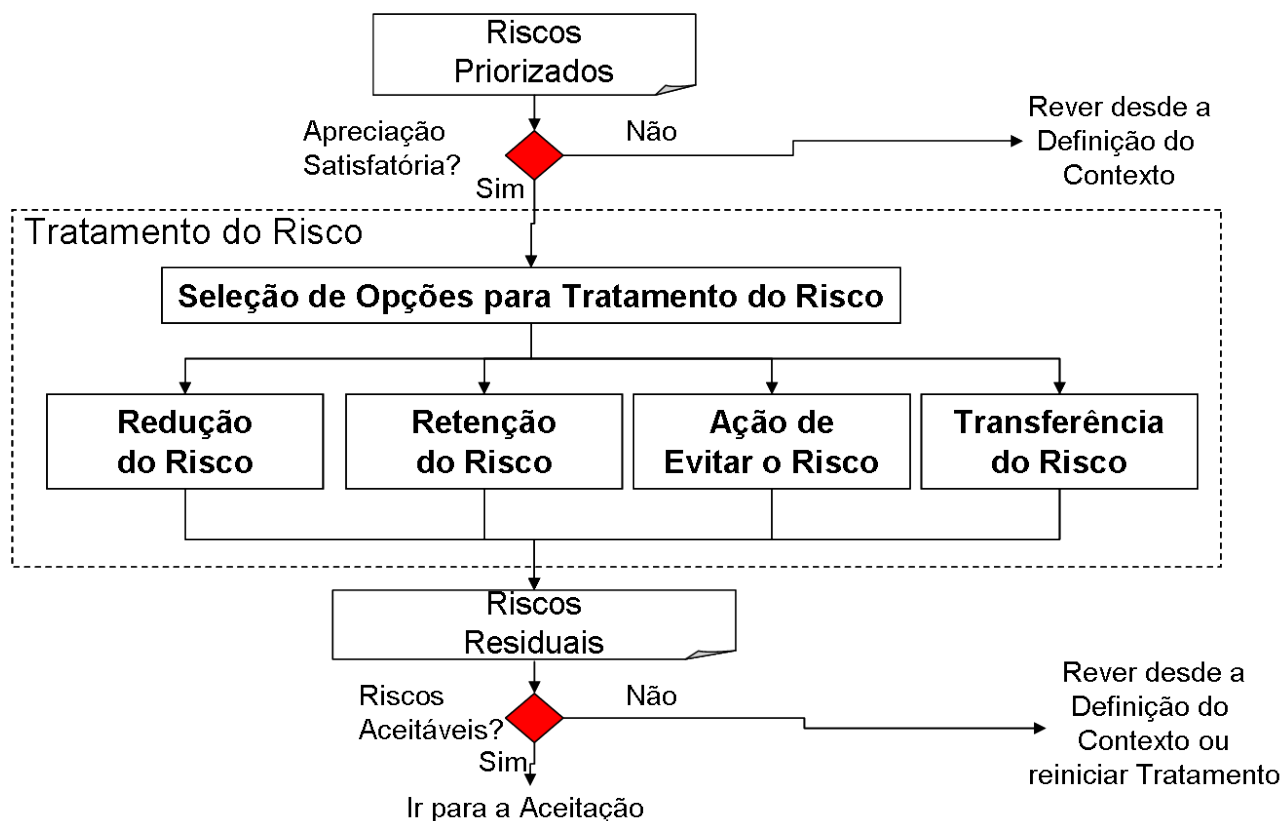 Riscos
Priorizados
Apreciação
Satisfatória?
Não
Sim
Rever desde a
Definição do
Contexto
Tratamento do Risco
Seleção de Opções para Tratamento do Risco
Redução
do Risco
Retenção
do Risco
Ação de
Evitar o Risco
Transferência
do Risco
Riscos
Residuais
Riscos
Aceitáveis?
Não
Sim
Rever desde a
Definição do
Contexto ou
reiniciar Tratamento
Ir para a Aceitação